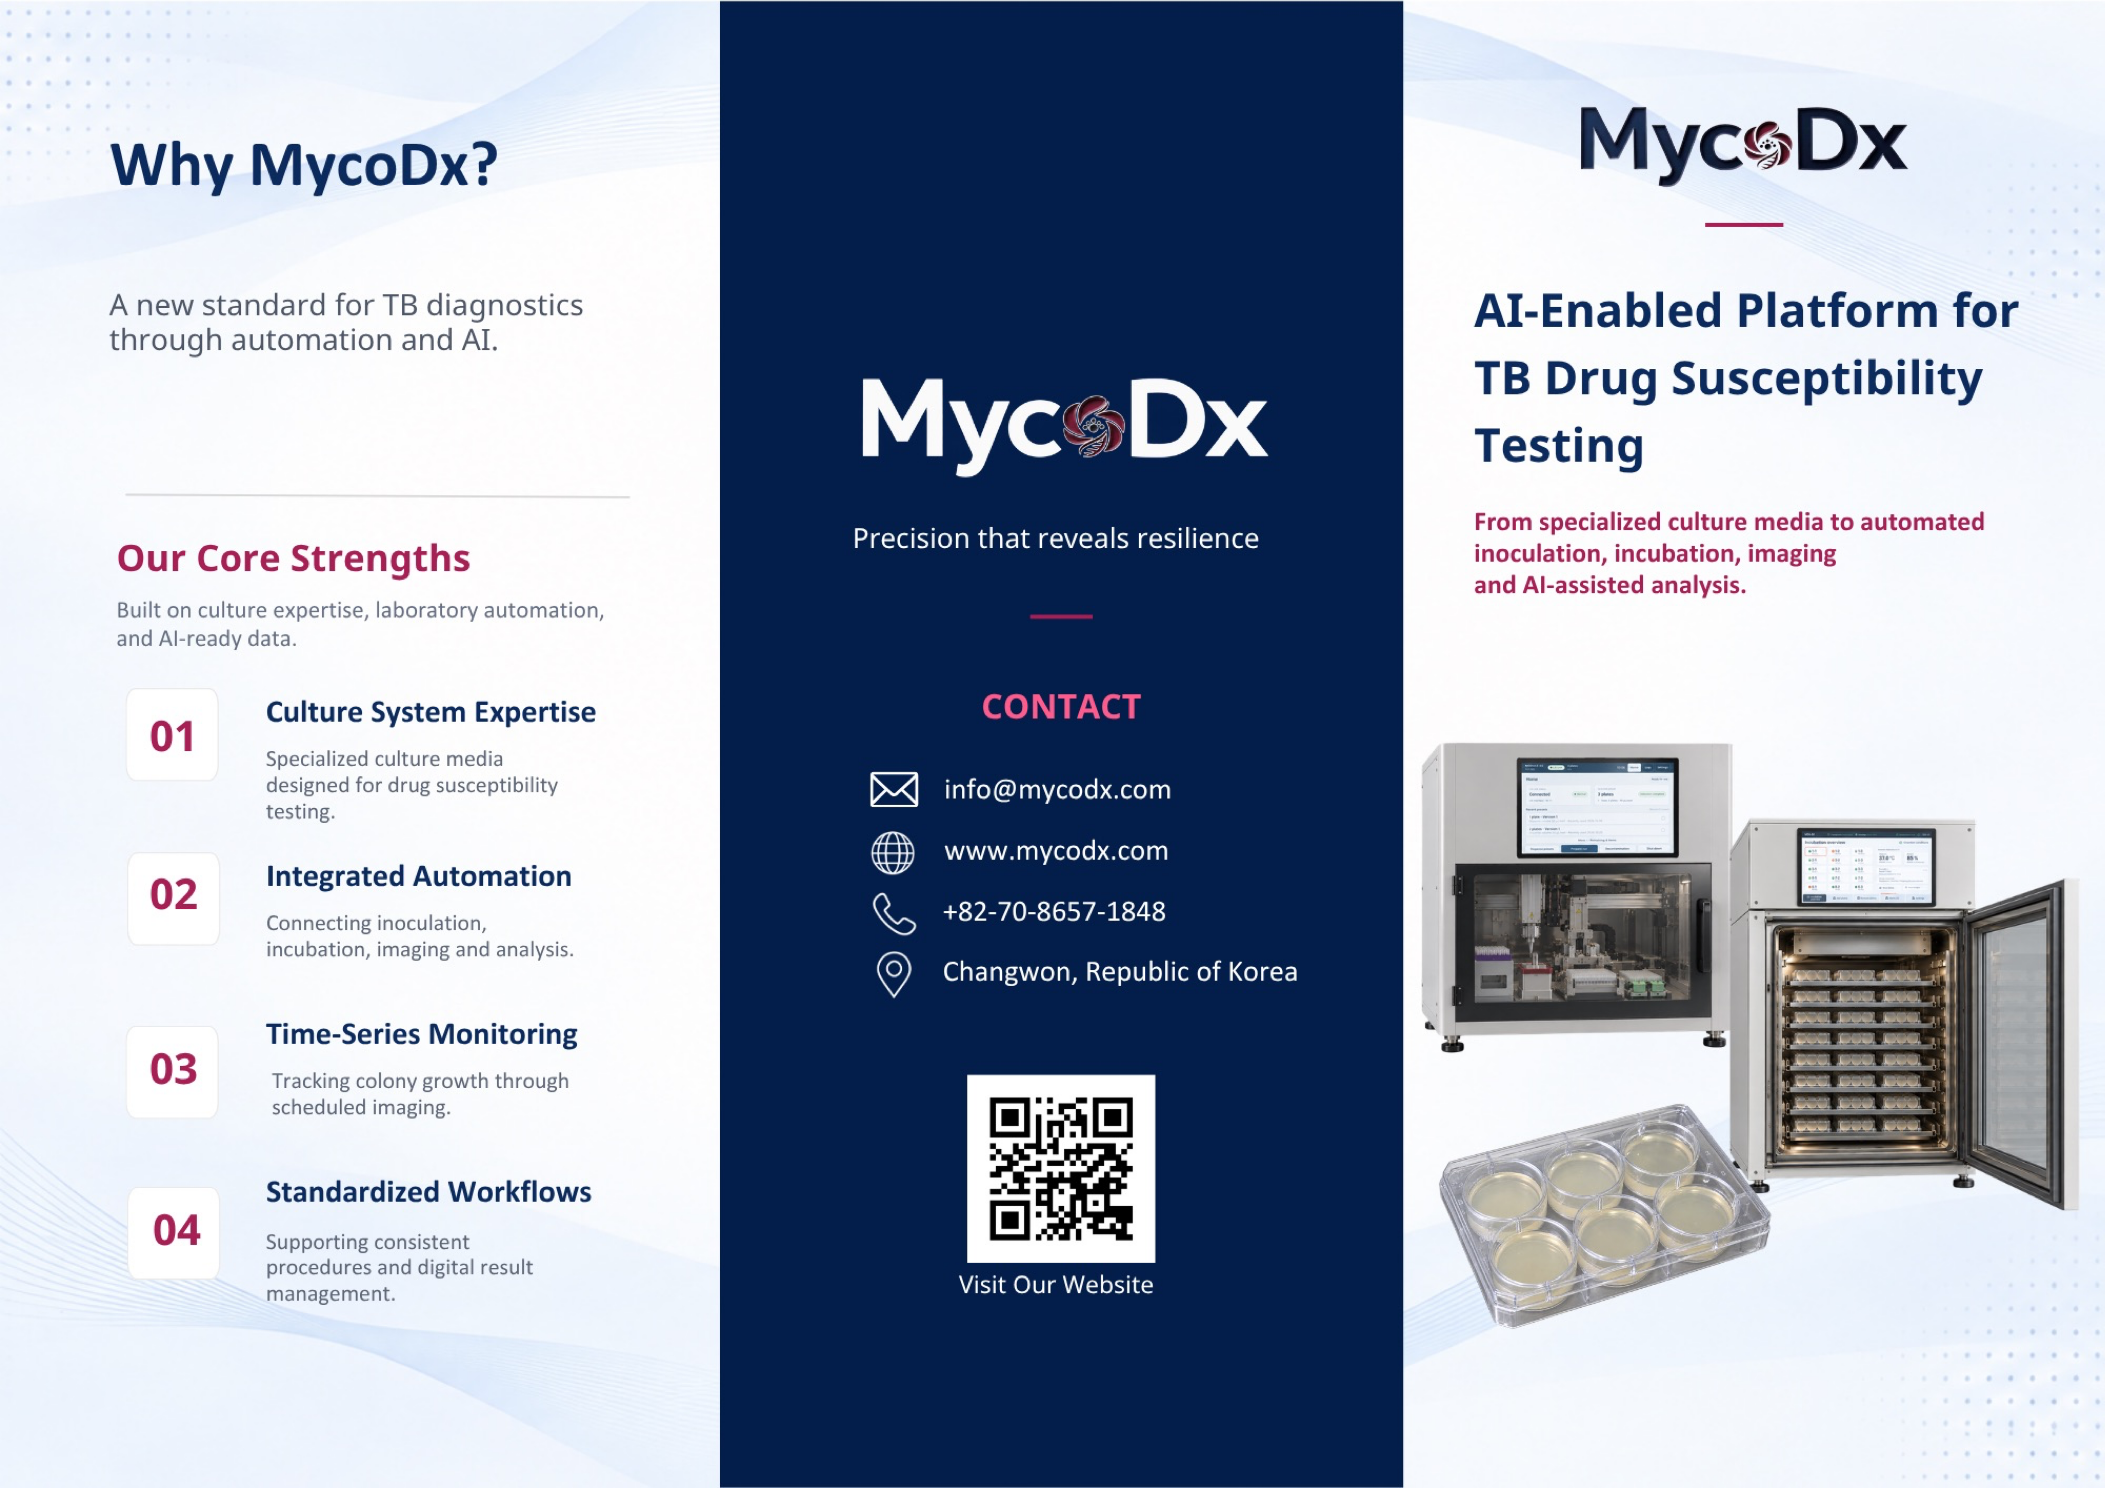 Why MycoDx?
A new standard for TB diagnostics
through automation and AI.
Our Core Strengths
Built on culture expertise, laboratory automation,
and AI-ready data.
01
Culture System Expertise
Specialized culture media
designed for drug susceptibility
testing.
02
Integrated Automation
Connecting inoculation,
incubation, imaging and analysis.
03
Time-Series Monitoring
Tracking colony growth through
scheduled imaging.
04
Standardized Workflows
Supporting consistent
procedures and digital result
management.
MycoDx
Precision that reveals resilience
CONTACT
info@mycodx.com
www.mycodx.com
+82-70-8657-1848
Changwon, Republic of Korea
Visit Our Website
MycoDx
AI-Enabled Platform for
TB Drug Susceptibility
Testing
From specialized culture media to automated
inoculation, incubation, imaging
and AI-assisted analysis.